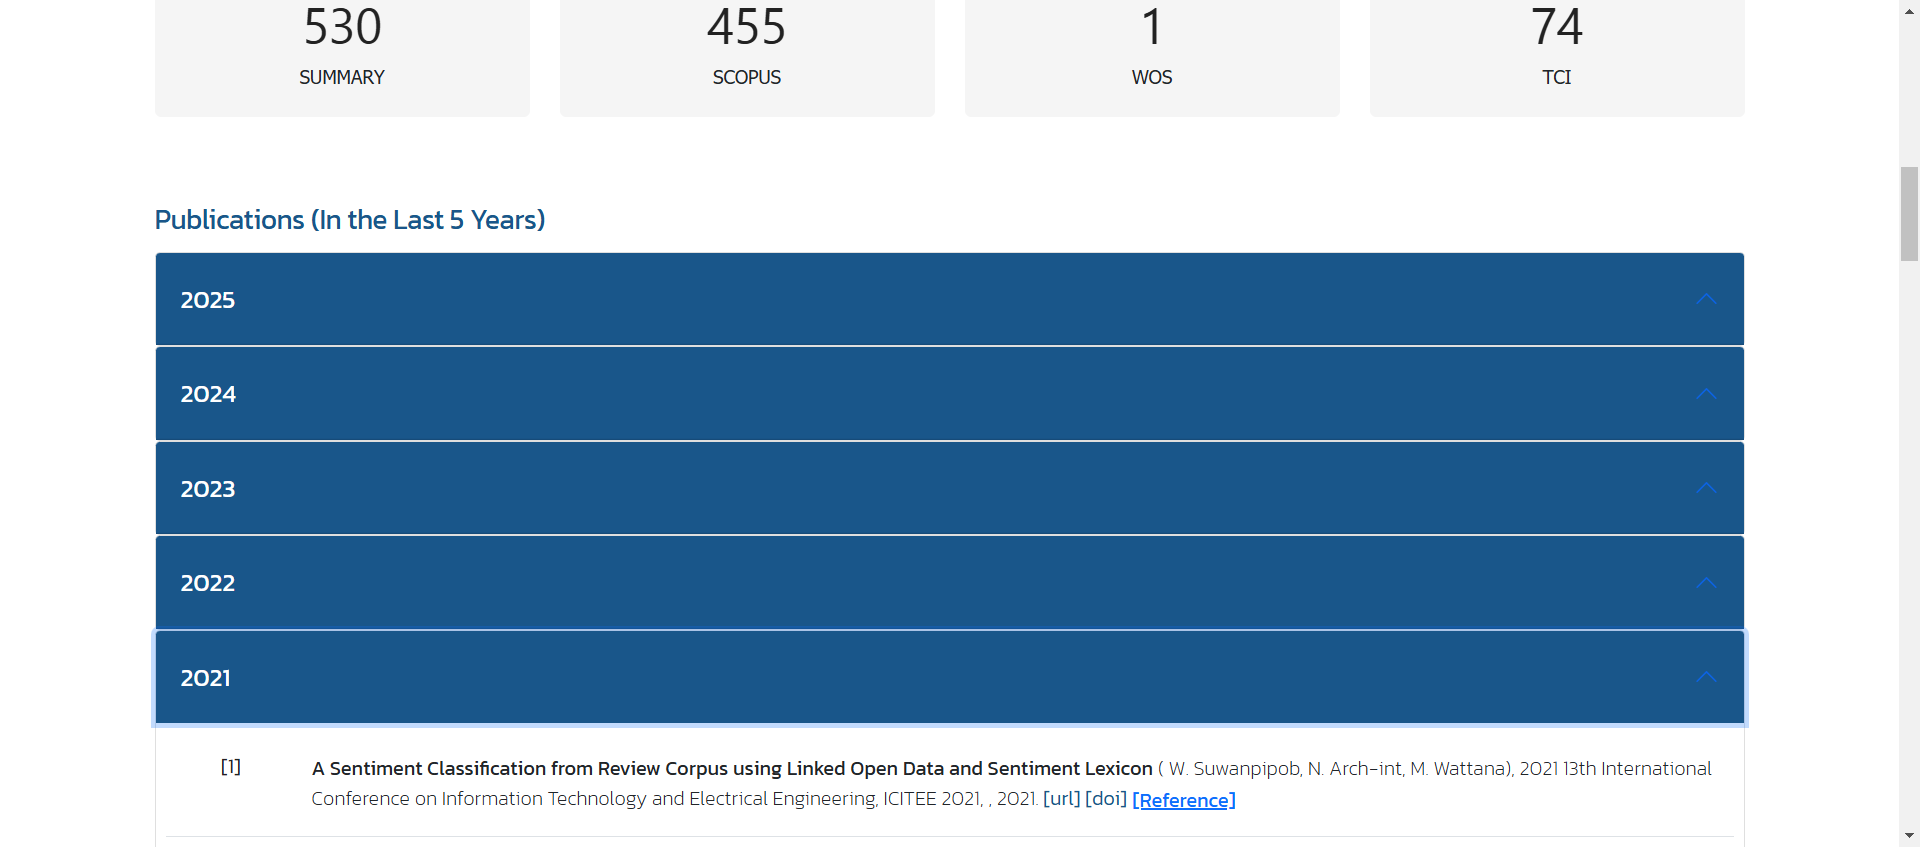 530
SUMMARY
455
SCOPUS
1
WOS
74
TCI
Publications (In the Last 5 Years)
2025
2024
2023
2022
2021
[1]
A Sentiment Classification from Review Corpus using Linked Open Data and Sentiment Lexicon ( W. Suwanpipob, N. Arch-int, M. Wattana), 2021 13th International
Conference on Information Technology and Electrical Engineering, ICITEE 2021, , 2021. [url] [doi] [Reference]